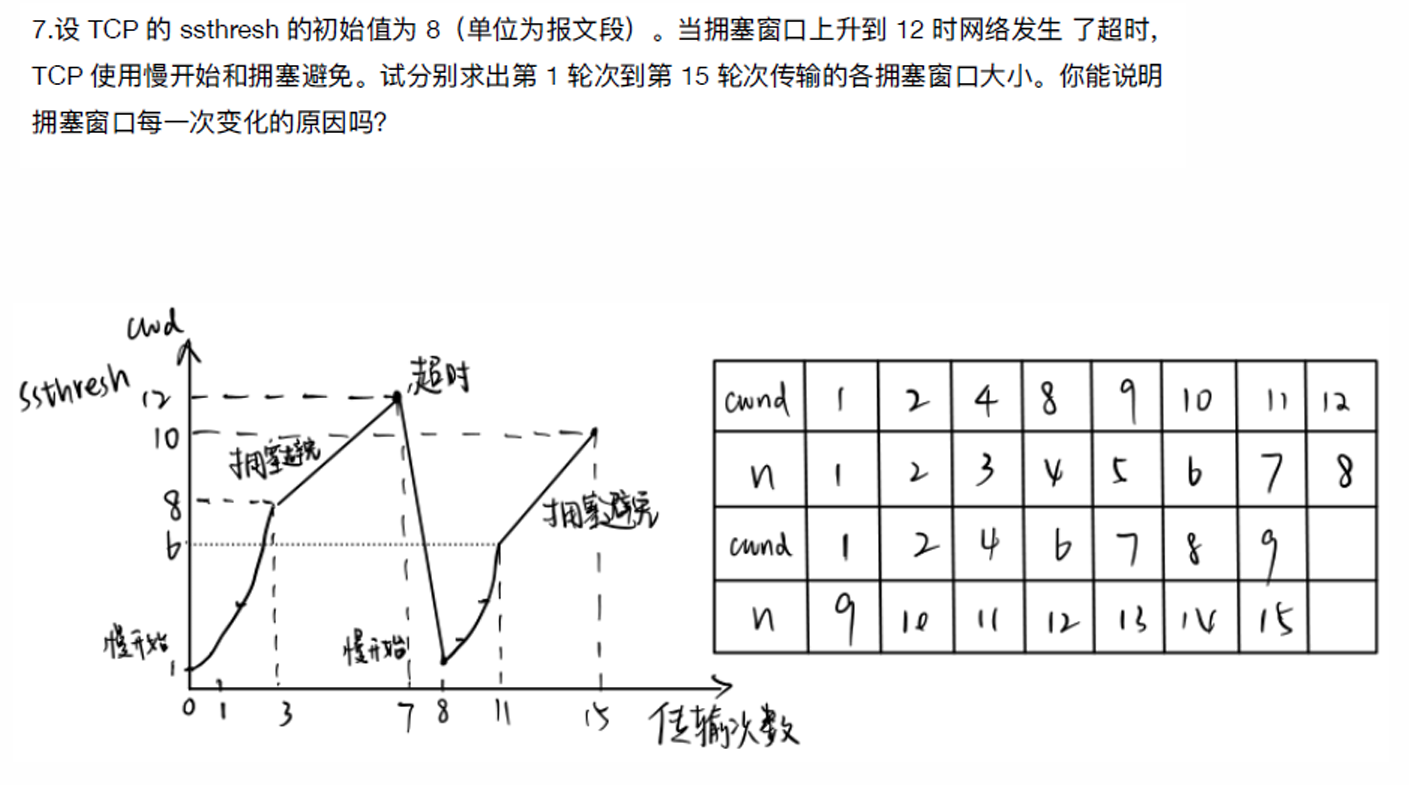 7.设 TCP 的 ssthresh 的初始值为 8（单位为报文段）。当拥塞窗口上升到 12 时网络发生 了超时,
TCP 使用慢开始和拥塞避免。试分别求出第 1 轮次到第 15 轮次传输的各拥塞窗口大小。你能说明
拥塞窗口每一次变化的原因吗?
cwd
ssthresh
12
超时
10
拥塞避免
8
拥塞避免
6
慢开始
慢开始
1
0 1 3 7 8 11 15
传输次数
cwnd 1 2 4 8 9 10 11 12
n 1 2 3 4 5 6 7 8
cwnd 1 2 4 6 7 8 9
n 9 10 11 12 13 14 15